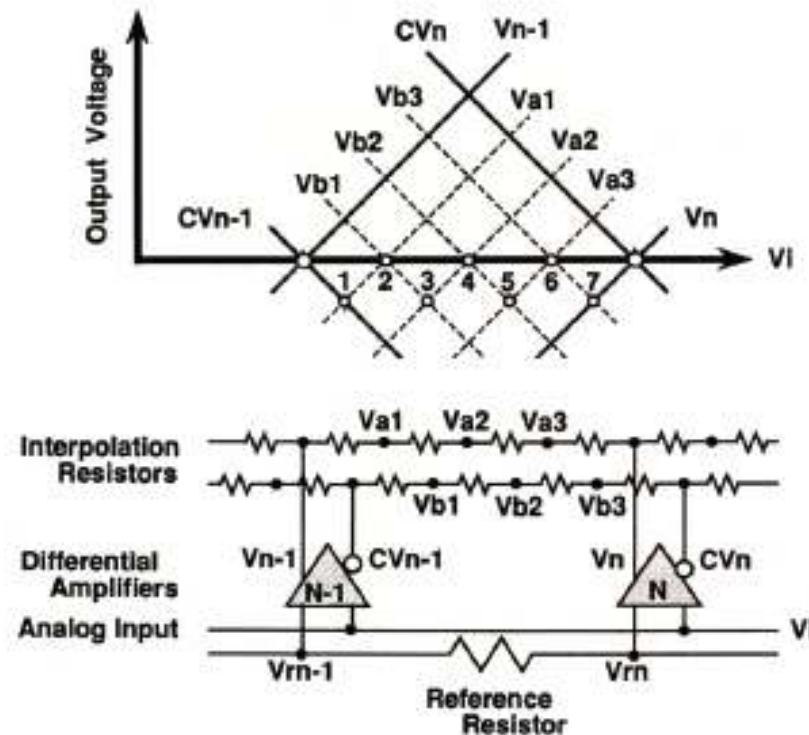 CVn Vn-1
Vb3 Va1
Vb2 Va2
Vb1 Va3
CVn-1 Vn
Output Voltage
Vi
1 2 3 4 5 6 7
Va1 Va2 Va3
Interpolation
Resistors
Vb1 Vb2 Vb3
Differential
Amplifiers
Vn-1 CVn-1 Vn CVn
N-1 N
Analog Input
Vrn-1 Vrn
Reference
Resistor